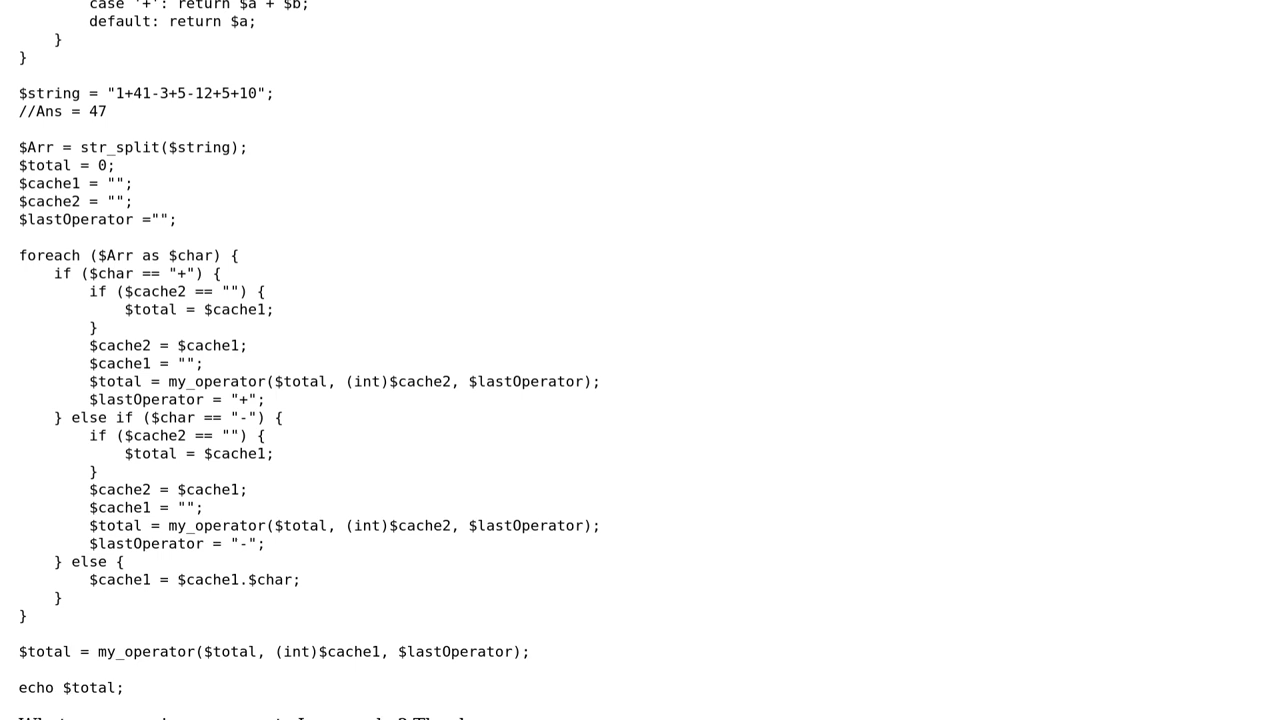 case '+': return $a + $b;
        default: return $a;
    }
}
$string = "1+41-3+5-12+5+10";
//Ans = 47
$Arr = str_split($string);
$total = 0;
$cache1 = "";
$cache2 = "";
$lastOperator ="";
foreach ($Arr as $char) {
    if ($char == "+") {
        if ($cache2 == "") {
            $total = $cache1;
        }
        $cache2 = $cache1;
        $cache1 = "";
        $total = my_operator($total, (int)$cache2, $lastOperator);
        $lastOperator = "+";
    } else if ($char == "-") {
        if ($cache2 == "") {
            $total = $cache1;
        }
        $cache2 = $cache1;
        $cache1 = "";
        $total = my_operator($total, (int)$cache2, $lastOperator);
        $lastOperator = "-";
    } else {
        $cache1 = $cache1.$char;
    }
}
$total = my_operator($total, (int)$cache1, $lastOperator);
echo $total;